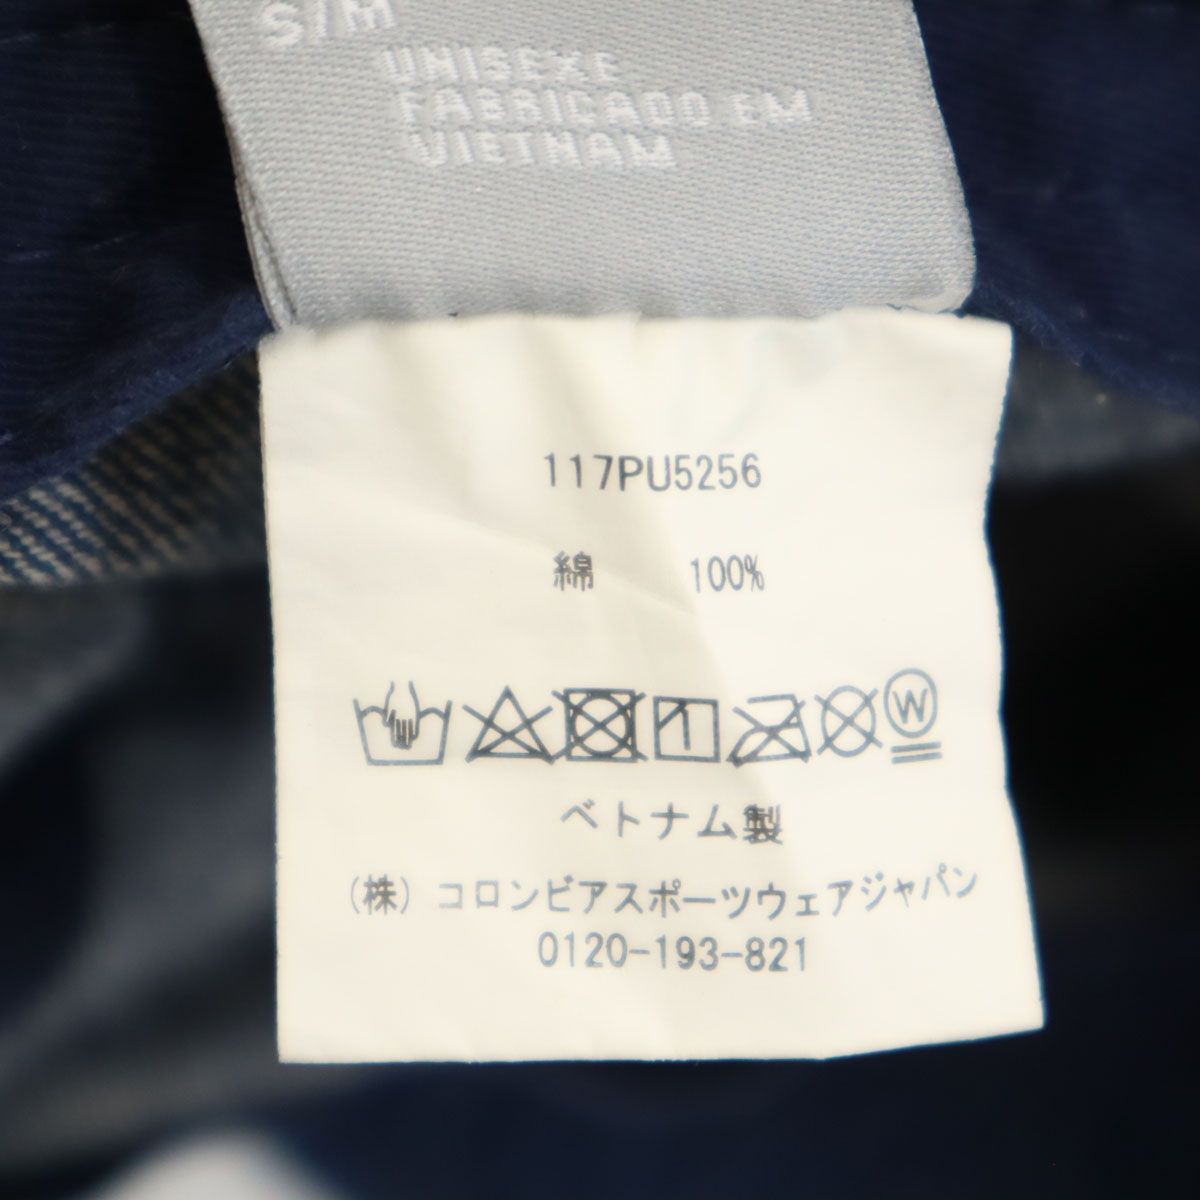 S/M
UNISEXE
FABRICADO EM
VIETNAM
117PU5256
綿 100%
W
ベトナム製
(株) コロンビアスポーツウェアジャパン
0120-193-821